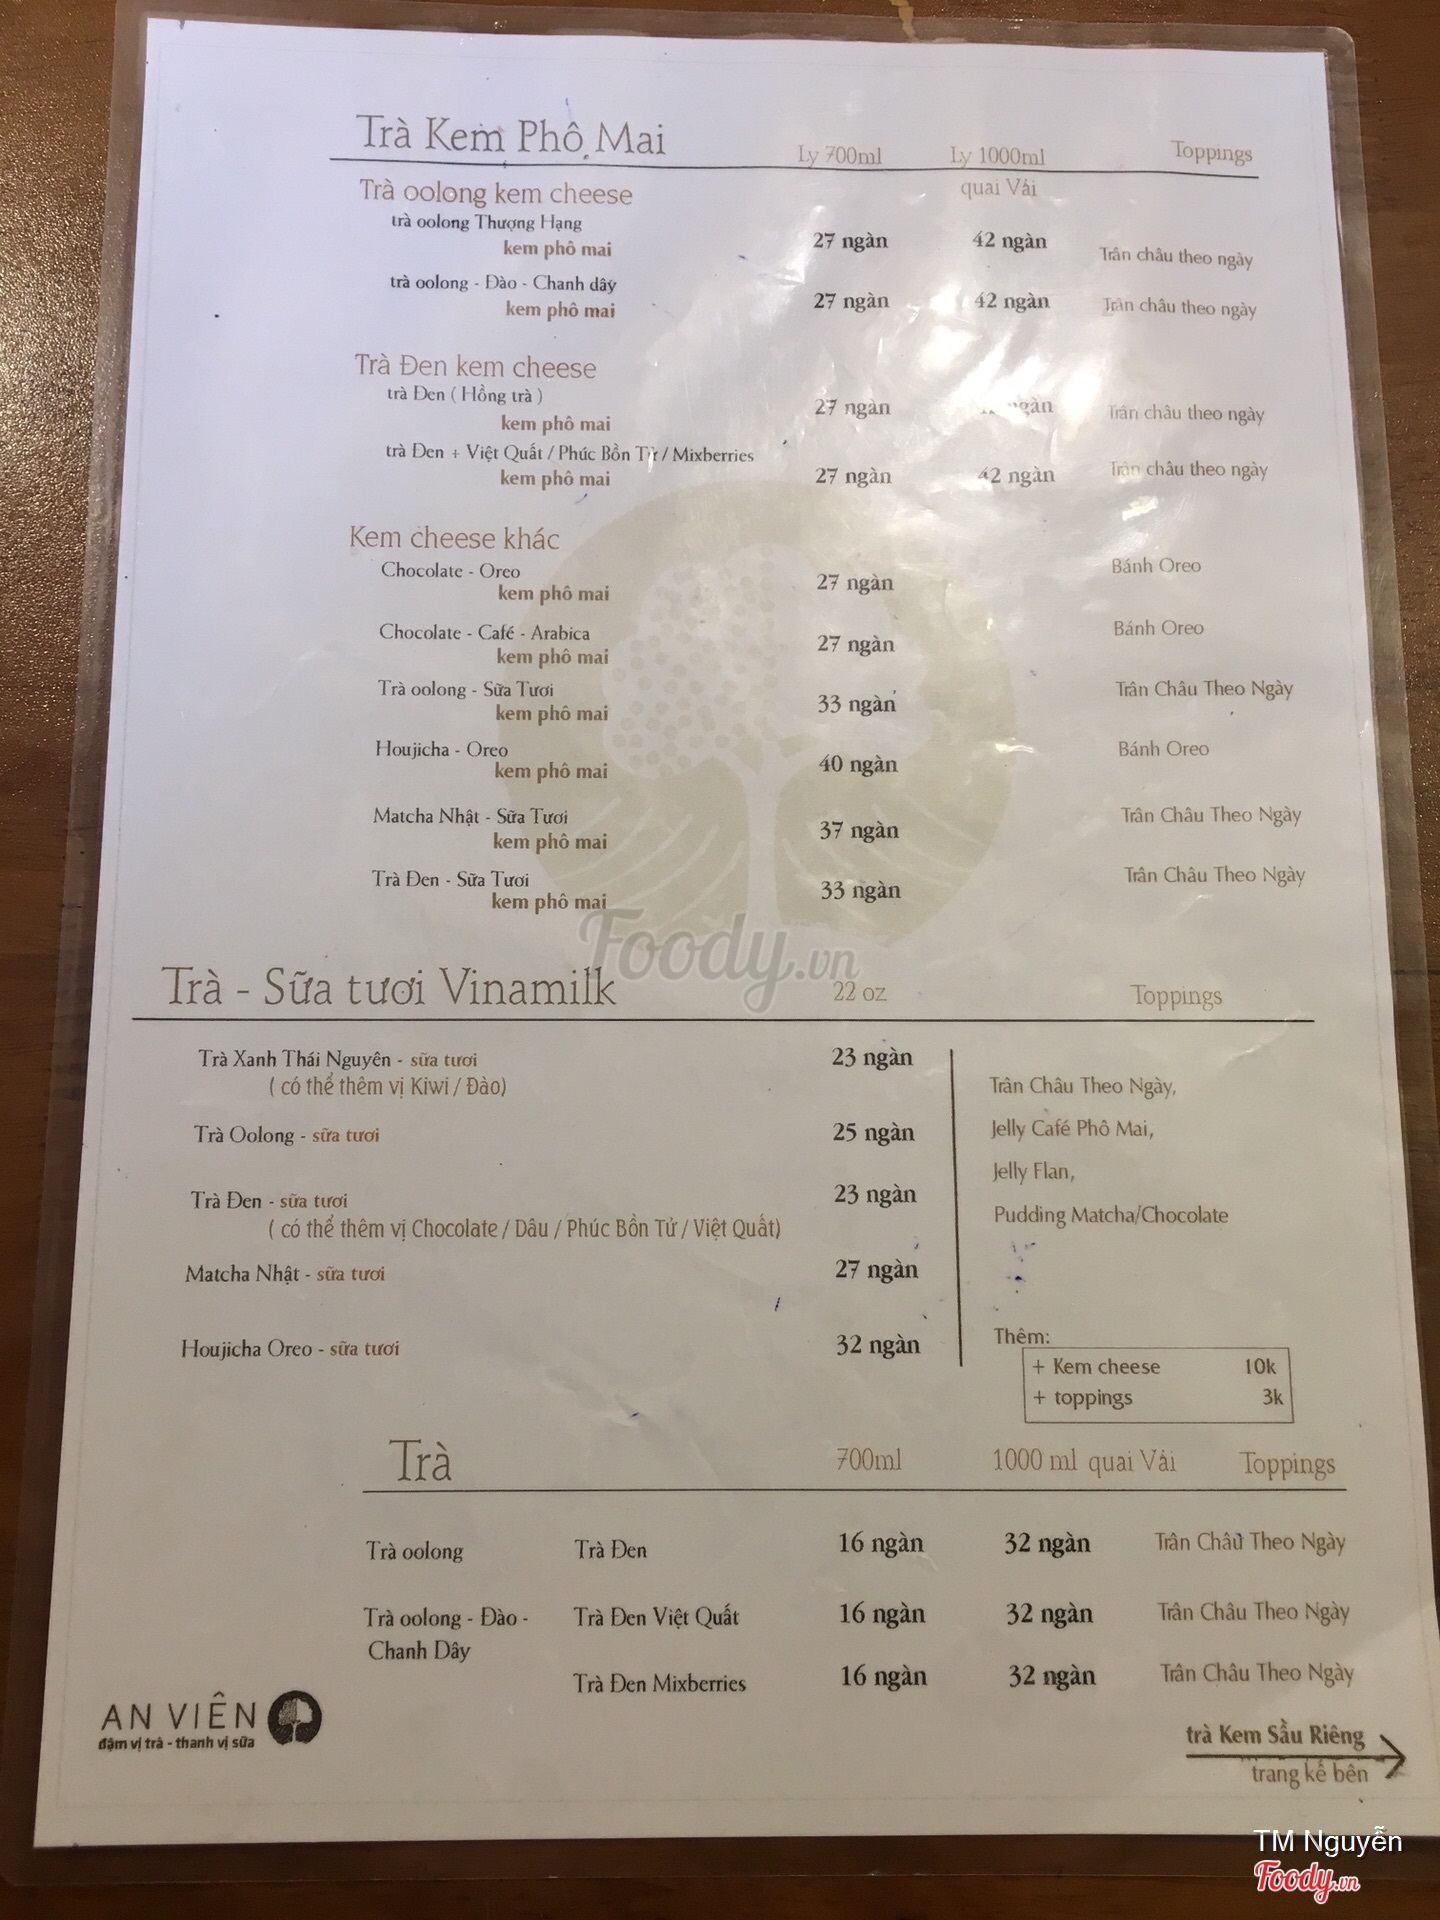 Trà Kem Phô Mai Ly 700ml Ly 1000ml Toppings
quai Vải
Trà oolong kem cheese
trà oolong Thượng Hạng
kem phô mai 27 ngàn 42 ngàn Trân châu theo ngày
trà oolong - Đào - Chanh dây
kem phô mai 27 ngàn 42 ngàn Trân châu theo ngày
Trà Đen kem cheese
trà Đen ( Hồng trà )
kem phô mai 27 ngàn ngàn Trân châu theo ngày
trà Đen + Việt Quất / Phúc Bồn Tử / Mixberries
kem phô mai 27 ngàn 42 ngàn Trân châu theo ngày
Kem cheese khác
Chocolate - Oreo
kem phô mai 27 ngàn Bánh Oreo
Chocolate - Café - Arabica
kem phô mai 27 ngàn Bánh Oreo
Trà oolong - Sữa Tươi
kem phô mai 33 ngàn Trân Châu Theo Ngày
Houjicha - Oreo
kem phô mai 40 ngàn Bánh Oreo
Matcha Nhật - Sữa Tươi
kem phô mai 37 ngàn Trân Châu Theo Ngày
Trà Đen - Sữa Tươi
kem phô mai 33 ngàn Trân Châu Theo Ngày
Foody.vn
Trà - Sữa tươi Vinamilk 22 oz Toppings
Trà Xanh Thái Nguyên - sữa tươi 23 ngàn
( có thể thêm vị Kiwi / Đào)
Trà Oolong - sữa tươi 25 ngàn
Trà Đen - sữa tươi 23 ngàn
( có thể thêm vị Chocolate / Dâu / Phúc Bồn Tử / Việt Quất)
Matcha Nhật - sữa tươi 27 ngàn
Houjicha Oreo - sữa tươi 32 ngàn
Trân Châu Theo Ngày,
Jelly Café Phô Mai,
Jelly Flan,
Pudding Matcha/Chocolate
Thêm:
+ Kem cheese 10k
+ toppings 3k
Trà 700ml 1000 ml quai Vải Toppings
Trà oolong Trà Đen 16 ngàn 32 ngàn Trân Châu Theo Ngày
Trà oolong - Đào - Trà Đen Việt Quất 16 ngàn 32 ngàn Trân Châu Theo Ngày
Chanh Dây
Trà Đen Mixberries 16 ngàn 32 ngàn Trân Châu Theo Ngày
AN VIÊN
đậm vị trà - thanh vị sữa
trà Kem Sầu Riêng
trang kế bên
TM Nguyễn
Foody.vn